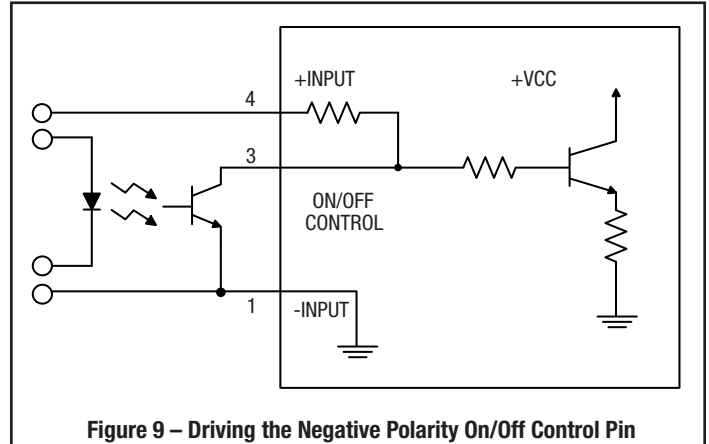 +INPUT
+VCC
4
3
ON/OFF
CONTROL
1
-INPUT
Figure 9 – Driving the Negative Polarity On/Off Control Pin